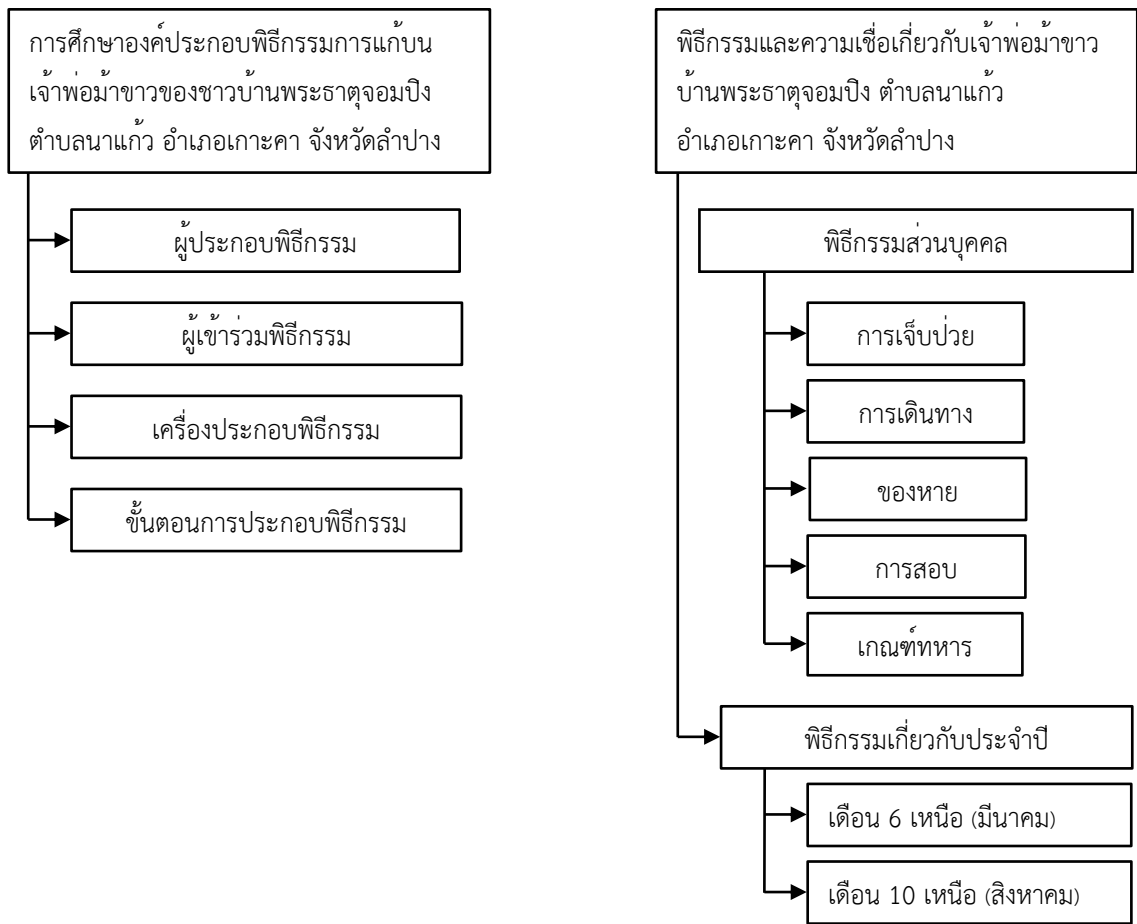 การศึกษาองค์ประกอบพิธีกรรมการแก้บน
เจ้าพ่อม้าขาวของชาวบ้านพระธาตุจอมปิง
ตำบลนาแก้ว อำเภอเกาะคา จังหวัดลำปาง
ผู้ประกอบพิธีกรรม
ผู้เข้าร่วมพิธีกรรม
เครื่องประกอบพิธีกรรม
ขั้นตอนการประกอบพิธีกรรม
พิธีกรรมและความเชื่อเกี่ยวกับเจ้าพ่อม้าขาว
บ้านพระธาตุจอมปิง ตำบลนาแก้ว
อำเภอเกาะคา จังหวัดลำปาง
พิธีกรรมส่วนบุคคล
การเจ็บป่วย
การเดินทาง
ของหาย
การสอบ
เกณฑ์ทหาร
พิธีกรรมเกี่ยวกับประจำปี
เดือน 6 เหนือ (มีนาคม)
เดือน 10 เหนือ (สิงหาคม)